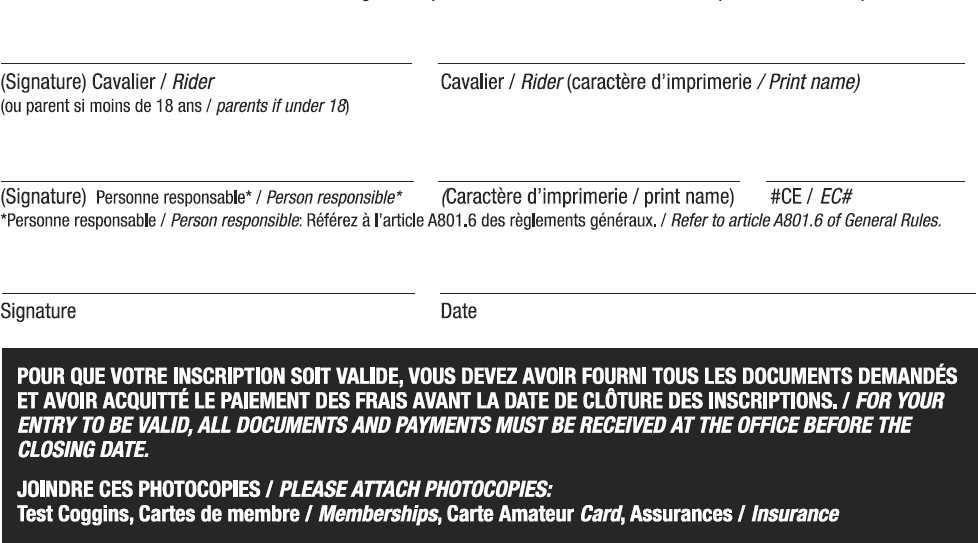 (Signature) Cavalier / Rider
Cavalier / Rider (caractère d'imprimerie / Print name)
(ou parent si moins de 18 ans / parents if under 18)
(Signature) Personne responsable* / Person responsible*
(Caractère d'imprimerie / print name)
#CE / EC#
*Personne responsable / Person responsible: Référez à l'article A801.6 des règlements généraux. / Refer to article A801.6 of General Rules.
Signature
Date
POUR QUE VOTRE INSCRIPTION SOIT VALIDE, VOUS DEVEZ AVOIR FOURNI TOUS LES DOCUMENTS DEMANDÉS
ET AVOIR ACQUITTÉ LE PAIEMENT DES FRAIS AVANT LA DATE DE CLÔTURE DES INSCRIPTIONS. / FOR YOUR
ENTRY TO BE VALID, ALL DOCUMENTS AND PAYMENTS MUST BE RECEIVED AT THE OFFICE BEFORE THE
CLOSING DATE.
JOINDRE CES PHOTOCOPIES / PLEASE ATTACH PHOTOCOPIES:
Test Coggins, Cartes de membre / Memberships, Carte Amateur Card, Assurances / Insurance